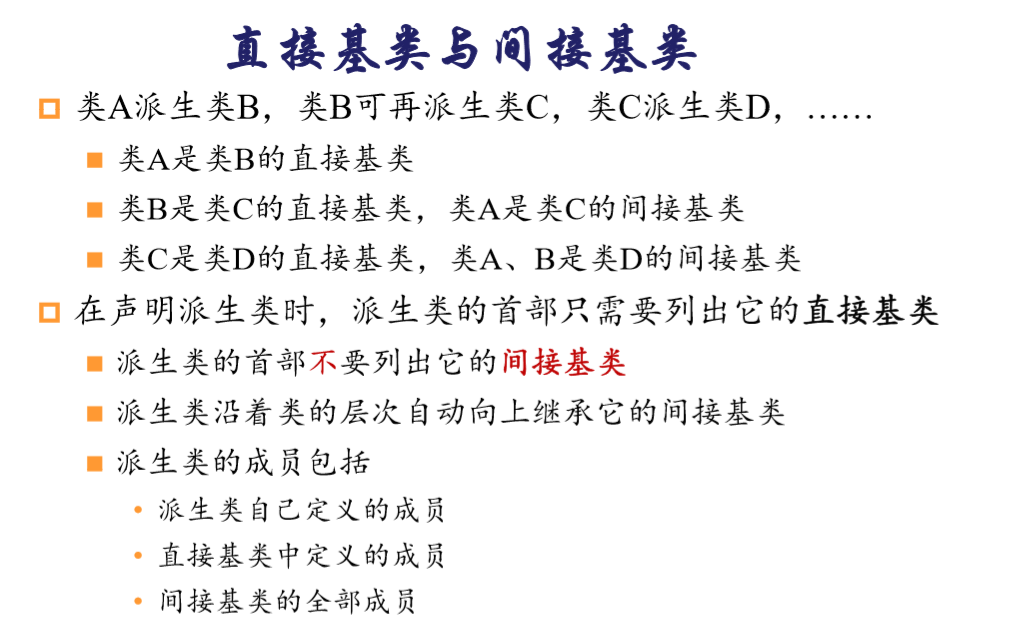 直接基类与间接基类
类A派生类B，类B可再派生类C，类C派生类D，……
类A是类B的直接基类
类B是类C的直接基类，类A是类C的间接基类
类C是类D的直接基类，类A、B是类D的间接基类
在声明派生类时，派生类的首部只需要列出它的直接基类
派生类的首部不要列出它的间接基类
派生类沿着类的层次自动向上继承它的间接基类
派生类的成员包括
派生类自己定义的成员
直接基类中定义的成员
间接基类的全部成员